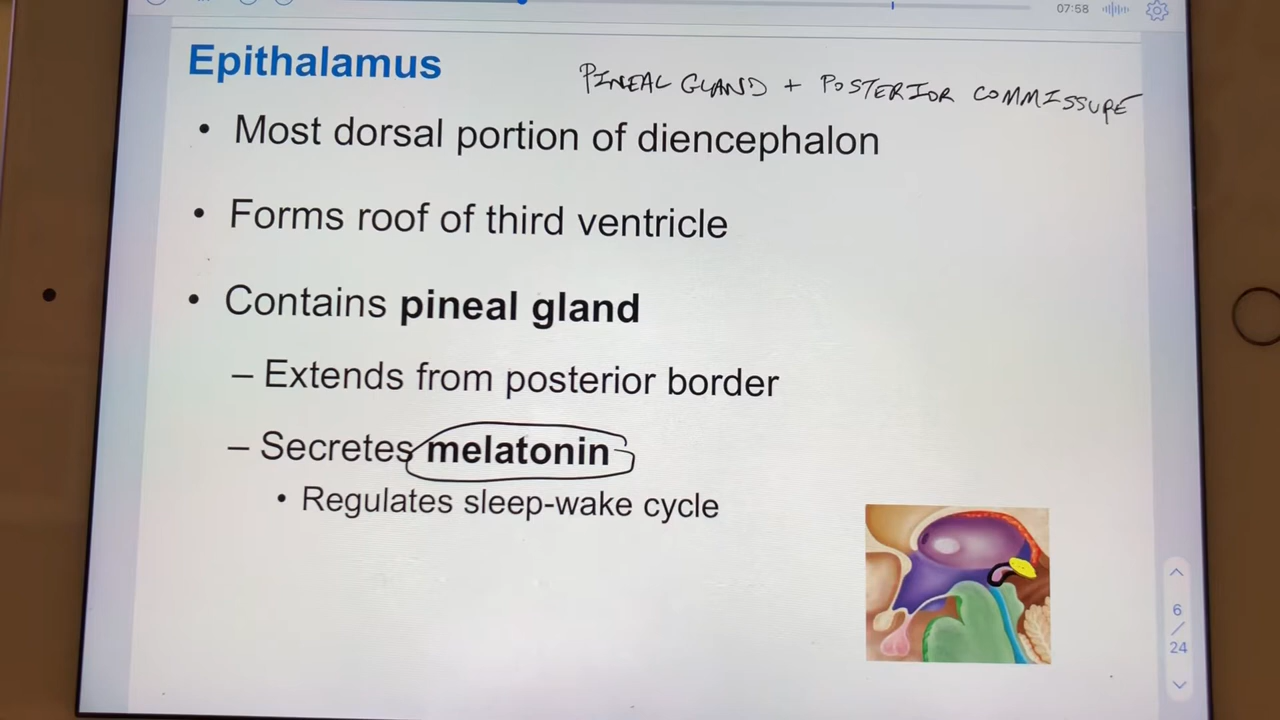 07:58
Epithalamus
PINEAL GLAND + POSTERIOR COMMISSURE
• Most dorsal portion of diencephalon
• Forms roof of third ventricle
• Contains pineal gland
– Extends from posterior border
– Secretes melatonin
• Regulates sleep-wake cycle
6
/
24